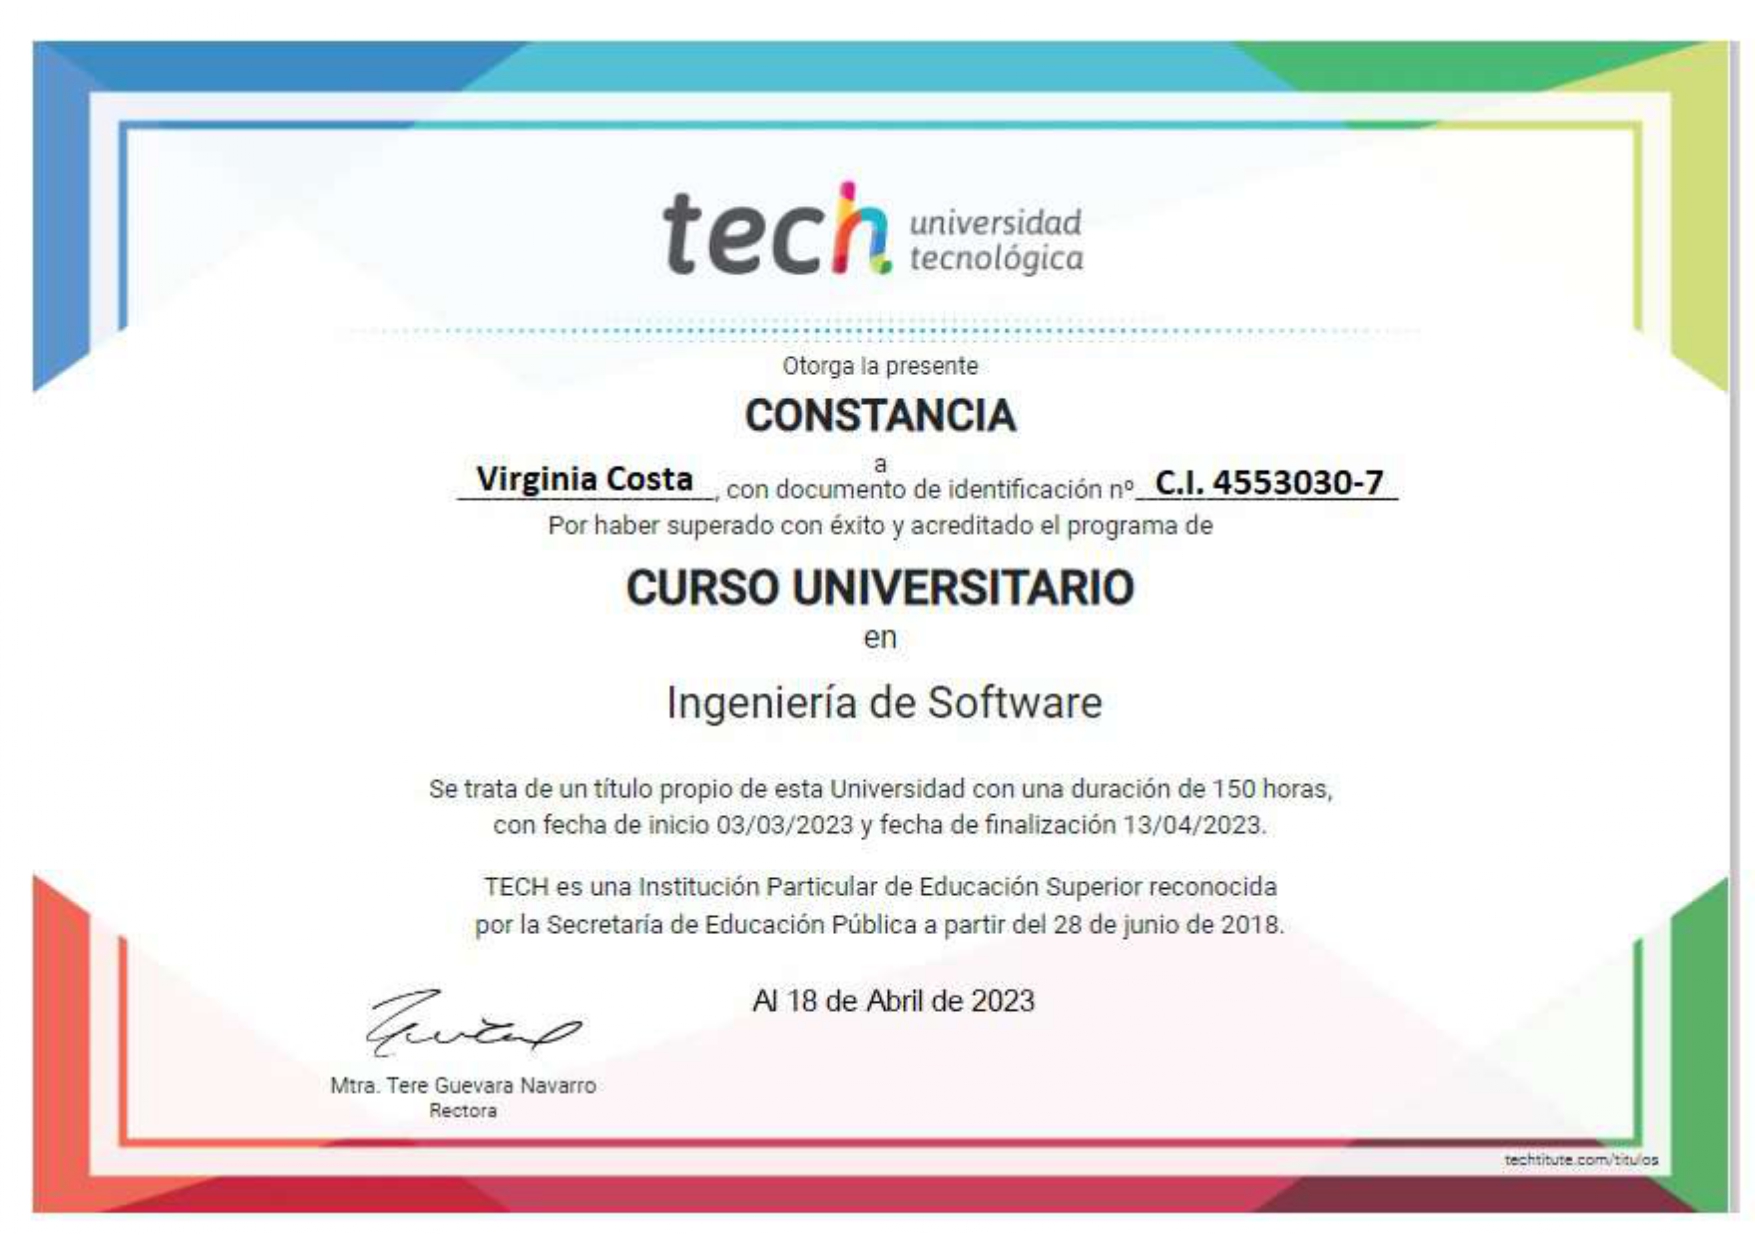 tech universidad
tecnológica
Otorga la presente
CONSTANCIA
a
Virginia Costa, con documento de identificación nº C.I. 4553030-7
Por haber superado con éxito y acreditado el programa de
CURSO UNIVERSITARIO
en
Ingeniería de Software
Se trata de un título propio de esta Universidad con una duración de 150 horas,
con fecha de inicio 03/03/2023 y fecha de finalización 13/04/2023.
TECH es una Institución Particular de Educación Superior reconocida
por la Secretaría de Educación Pública a partir del 28 de junio de 2018.
Al 18 de Abril de 2023
Mtra. Tere Guevara Navarro
Rectora
techtitute.com/titulos